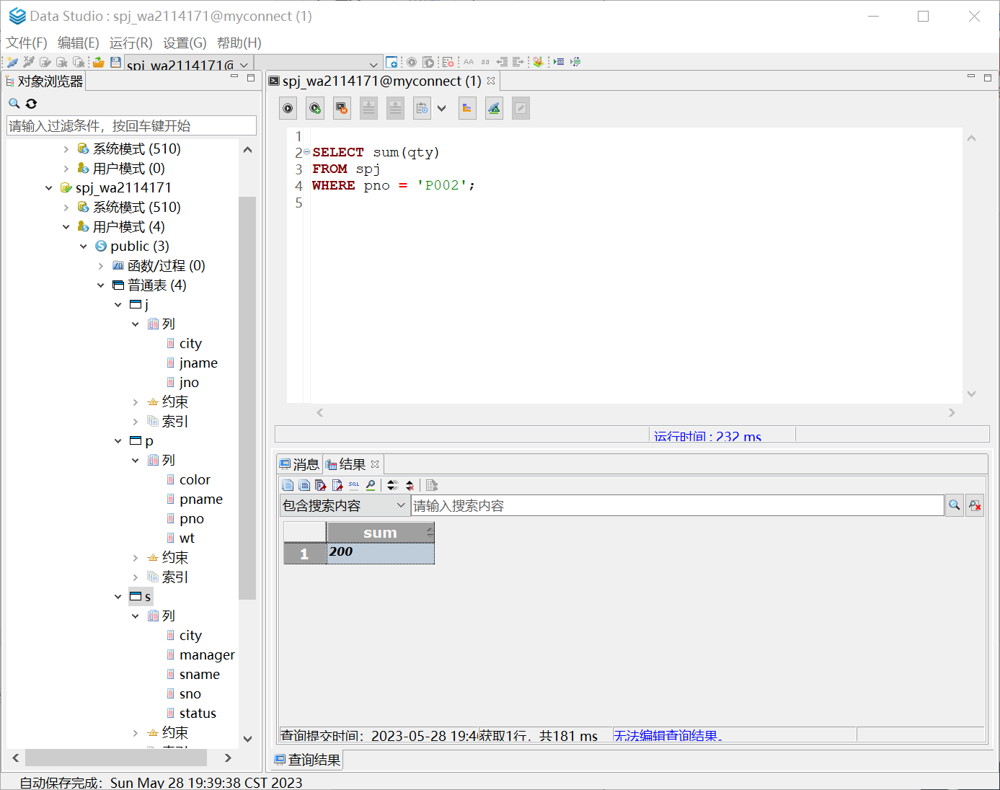 Data Studio : spj_wa2114171@myconnect (1)
文件(F) 编辑(E) 运行(R) 设置(G) 帮助(H)
spj_wa2114171@
AA aa
对象浏览器
请输入过滤条件，按回车键开始
系统模式 (510)
用户模式 (0)
spj_wa2114171
系统模式 (510)
用户模式 (4)
public (3)
函数/过程 (0)
普通表 (4)
j
列
city
jname
jno
约束
索引
p
列
color
pname
pno
wt
约束
索引
s
列
city
manager
sname
sno
status
约束
自动保存完成：Sun May 28 19:39:38 CST 2023
spj_wa2114171@myconnect (1)
1
2 SELECT sum(qty)
3 FROM spj
4 WHERE pno = 'P002';
5
运行时间 : 232 ms
消息 结果
SQL
包含搜索内容 请输入搜索内容
sum
1 200
查询提交时间：2023-05-28 19:4 获取1行，共181 ms 无法编辑查询结果。
查询结果